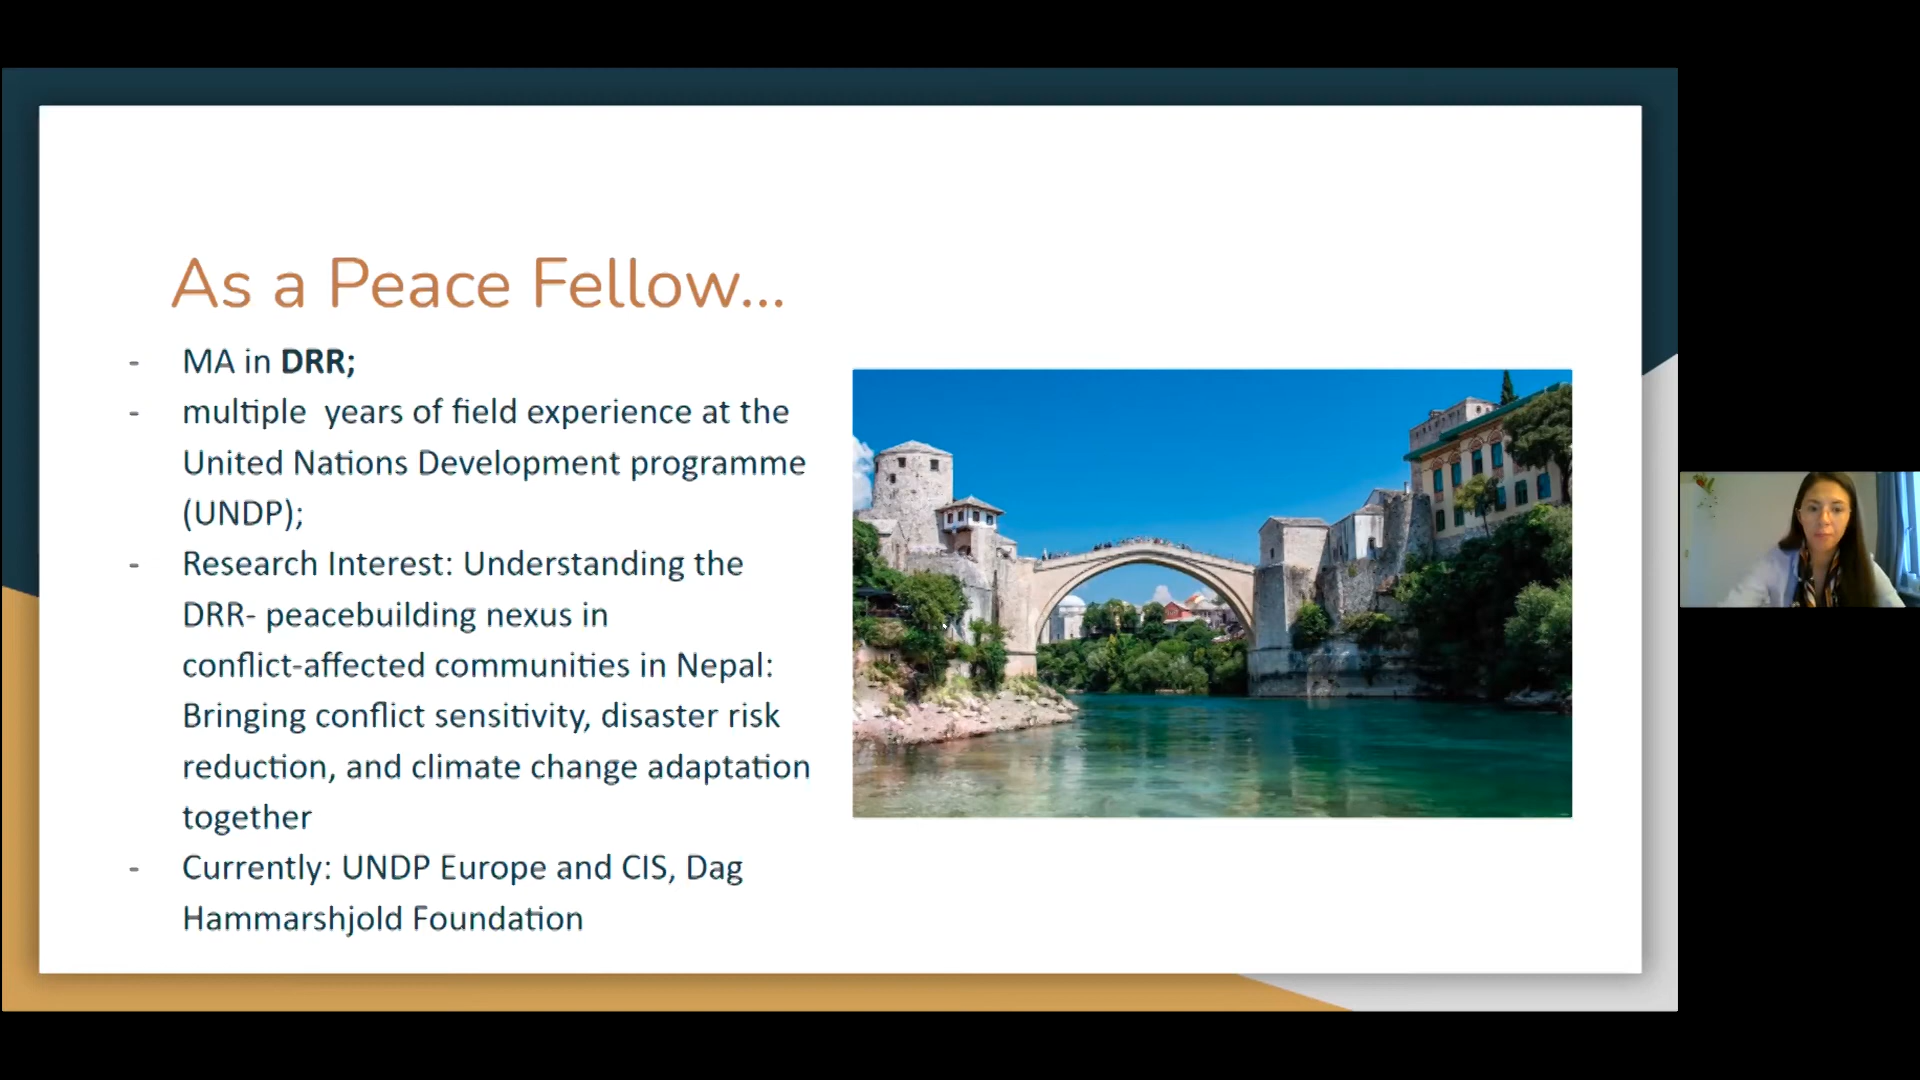 As a Peace Fellow...
- MA in DRR;
- multiple  years of field experience at the
United Nations Development programme
(UNDP);
- Research Interest: Understanding the
DRR- peacebuilding nexus in
conflict-affected communities in Nepal:
Bringing conflict sensitivity, disaster risk
reduction, and climate change adaptation
together
- Currently: UNDP Europe and CIS, Dag
Hammarshjold Foundation